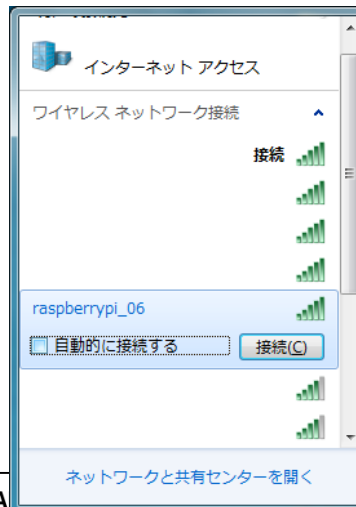 インターネット アクセス
ワイヤレス ネットワーク接続
接続
raspberrypi_06
自動的に接続する
接続(C)
ネットワークと共有センターを開く
A